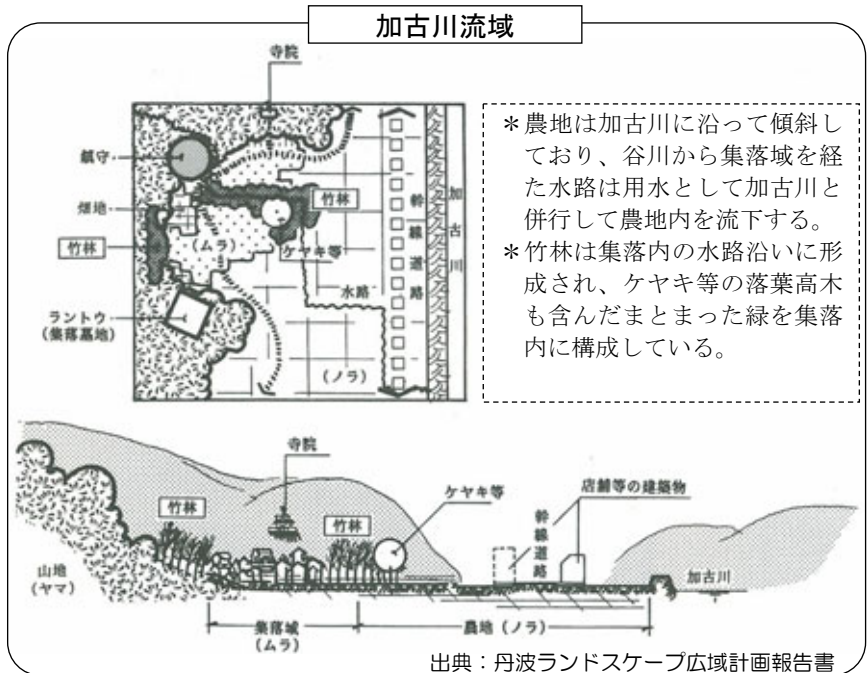 加古川流域
寺院
鎮守
畑地
竹林
ラントウ
(集落墓地)
(ムラ)
竹林
ケヤキ等
水路
(ノラ)
幹線道路
加古川
＊農地は加古川に沿って傾斜し
ており、谷川から集落域を経
た水路は用水として加古川と
併行して農地内を流下する。
＊竹林は集落内の水路沿いに形
成され、ケヤキ等の落葉高木
も含んだまとまった緑を集落
内に構成している。
寺院
竹林
竹林
ケヤキ等
店舗等の建築物
幹線道路
山地
(ヤマ)
加古川
集落域
(ムラ)
農地(ノラ)
出典：丹波ランドスケープ広域計画報告書